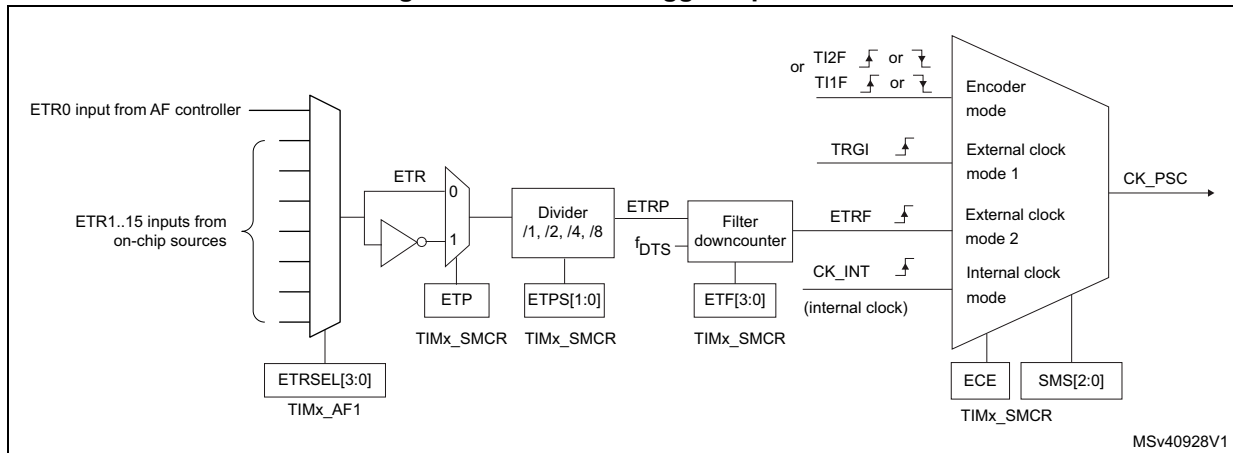 ETR0 input from AF controller
ETR1..15 inputs from
on-chip sources
ETRSEL[3:0]
TIMx_AF1
ETR
0
1
ETP
TIMx_SMCR
Divider
/1, /2, /4, /8
ETPS[1:0]
TIMx_SMCR
ETRP
fDTS
Filter
downcounter
ETF[3:0]
TIMx_SMCR
or TI2F or
TI1F or
TRGI
ETRF
CK_INT
(internal clock)
Encoder
mode
External clock
mode 1
External clock
mode 2
Internal clock
mode
CK_PSC
ECE
SMS[2:0]
TIMx_SMCR
MSv40928V1